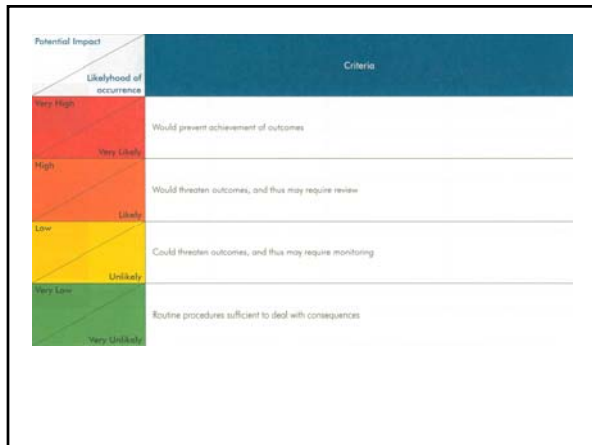 Potential Impact
Likelyhood of
occurrence
Criteria
Very High
Very Likely
Would prevent achievement of outcomes
High
Likely
Would threaten outcomes, and thus may require review
Low
Unlikely
Could threaten outcomes, and thus may require monitoring
Very Low
Very Unlikely
Routine procedures sufficient to deal with consequences